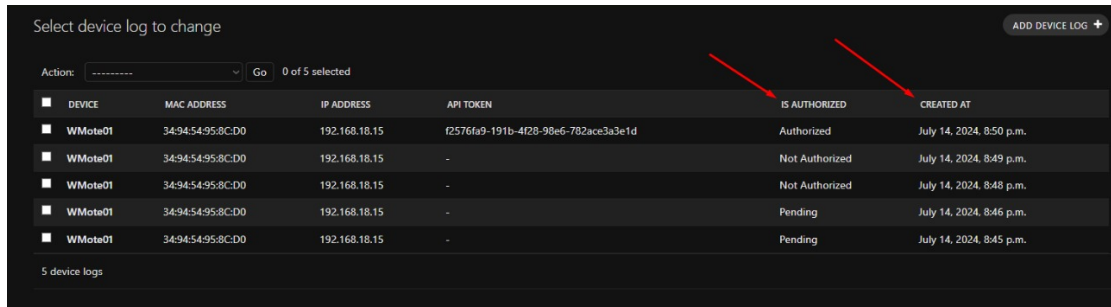 Select device log to change
ADD DEVICE LOG +
Action: --------- Go 0 of 5 selected
DEVICE MAC ADDRESS IP ADDRESS API TOKEN IS AUTHORIZED CREATED AT
WMote01 34:94:54:95:8C:D0 192.168.18.15 f2576fa9-191b-4f28-98e6-782ace3a3e1d Authorized July 14, 2024, 8:50 p.m.
WMote01 34:94:54:95:8C:D0 192.168.18.15 - Not Authorized July 14, 2024, 8:49 p.m.
WMote01 34:94:54:95:8C:D0 192.168.18.15 - Not Authorized July 14, 2024, 8:48 p.m.
WMote01 34:94:54:95:8C:D0 192.168.18.15 - Pending July 14, 2024, 8:46 p.m.
WMote01 34:94:54:95:8C:D0 192.168.18.15 - Pending July 14, 2024, 8:45 p.m.
5 device logs